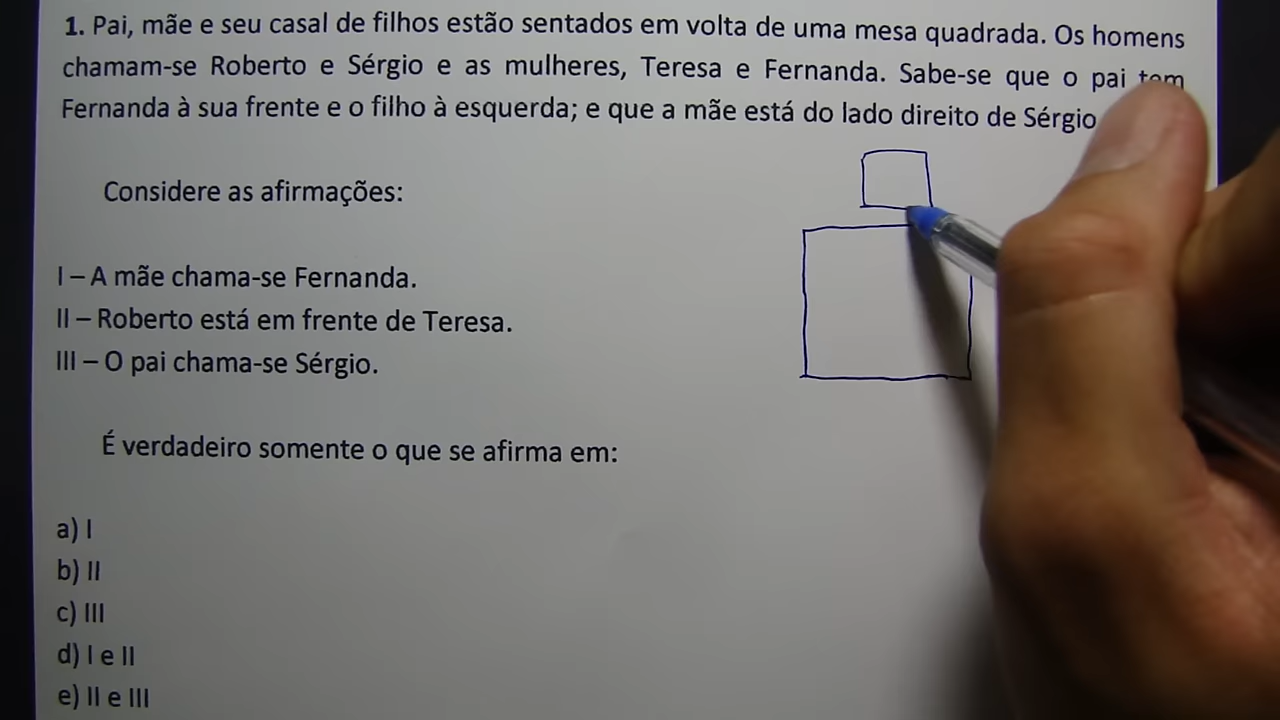 1. Pai, mãe e seu casal de filhos estão sentados em volta de uma mesa quadrada. Os homens
chamam-se Roberto e Sérgio e as mulheres, Teresa e Fernanda. Sabe-se que o pai tem
Fernanda à sua frente e o filho à esquerda; e que a mãe está do lado direito de Sérgio
Considere as afirmações:
I – A mãe chama-se Fernanda.
II – Roberto está em frente de Teresa.
III – O pai chama-se Sérgio.
É verdadeiro somente o que se afirma em:
a) I
b) II
c) III
d) I e II
e) II e III